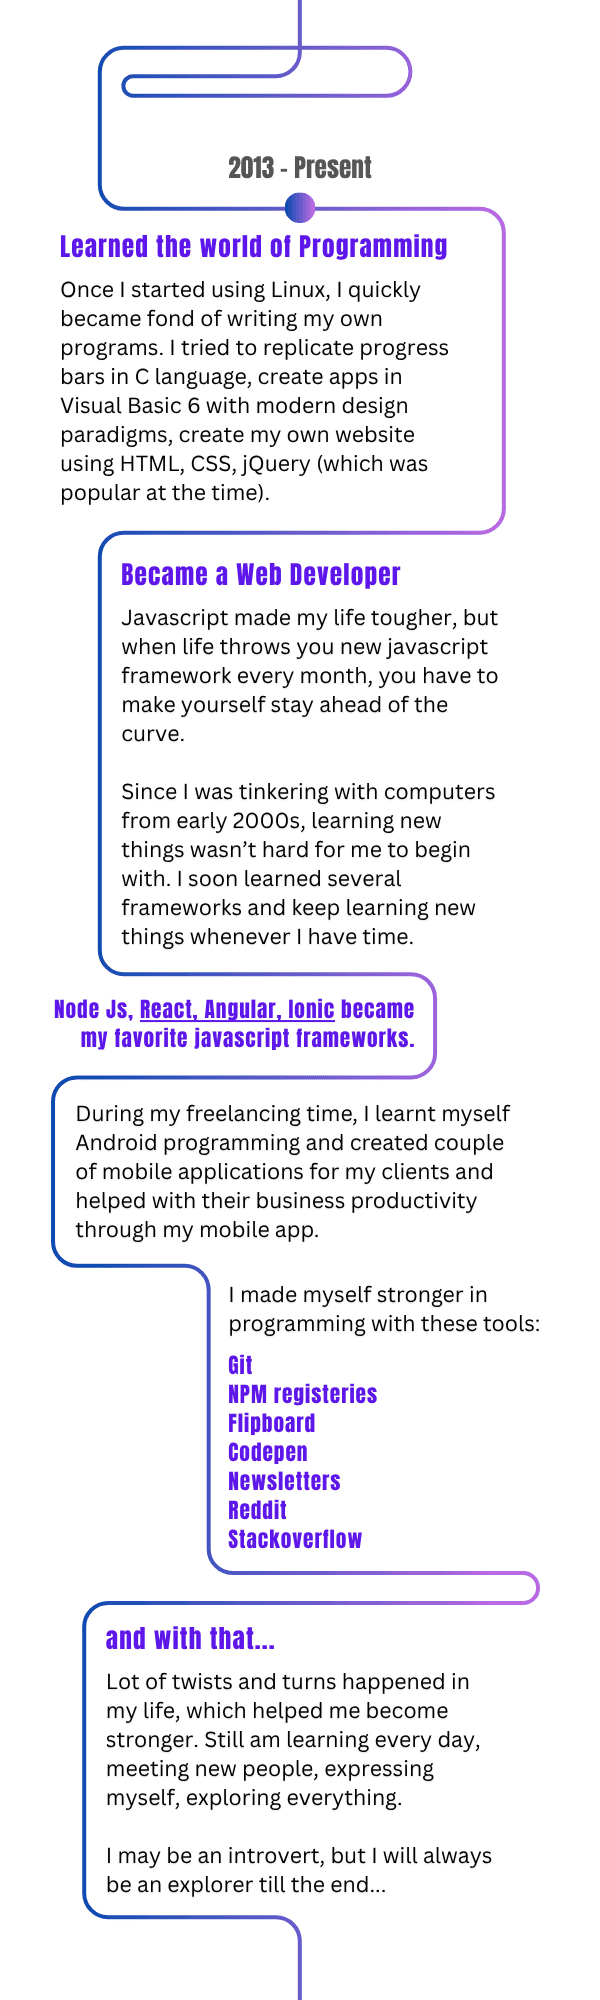 2013 - Present
Learned the world of Programming
Once I started using Linux, I quickly
became fond of writing my own
programs. I tried to replicate progress
bars in C language, create apps in
Visual Basic 6 with modern design
paradigms, create my own website
using HTML, CSS, jQuery (which was
popular at the time).
Became a Web Developer
Javascript made my life tougher, but
when life throws you new javascript
framework every month, you have to
make yourself stay ahead of the
curve.
Since I was tinkering with computers
from early 2000s, learning new
things wasn't hard for me to begin
with. I soon learned several
frameworks and keep learning new
things whenever I have time.
Node Js, React, Angular, Ionic became
my favorite javascript frameworks.
During my freelancing time, I learnt myself
Android programming and created couple
of mobile applications for my clients and
helped with their business productivity
through my mobile app.
I made myself stronger in
programming with these tools:
Git
NPM registeries
Flipboard
Codepen
Newsletters
Reddit
Stackoverflow
and with that...
Lot of twists and turns happened in
my life, which helped me become
stronger. Still am learning every day,
meeting new people, expressing
myself, exploring everything.
I may be an introvert, but I will always
be an explorer till the end...